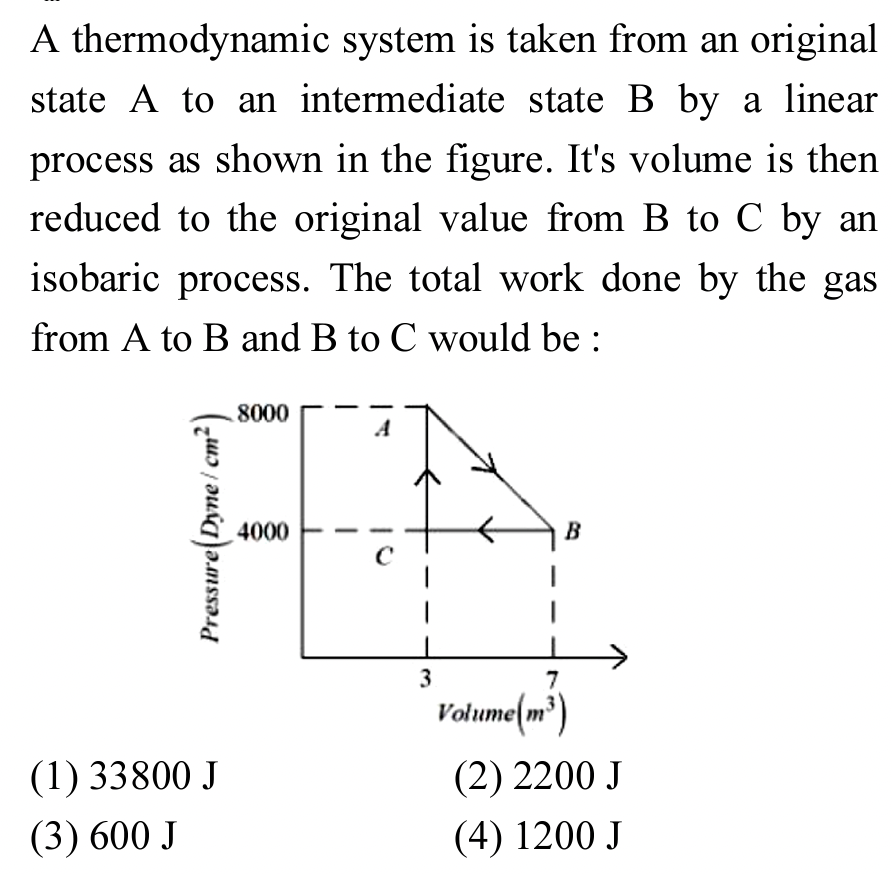 A thermodynamic system is taken from an original
state A to an intermediate state B by a linear
process as shown in the figure. It's volume is then
reduced to the original value from B to C by an
isobaric process. The total work done by the gas
from A to B and B to C would be :
Pressure(Dyne / cm²)
8000
A
4000
B
C
3
7
Volume(m³)
(1) 33800 J
(2) 2200 J
(3) 600 J
(4) 1200 J